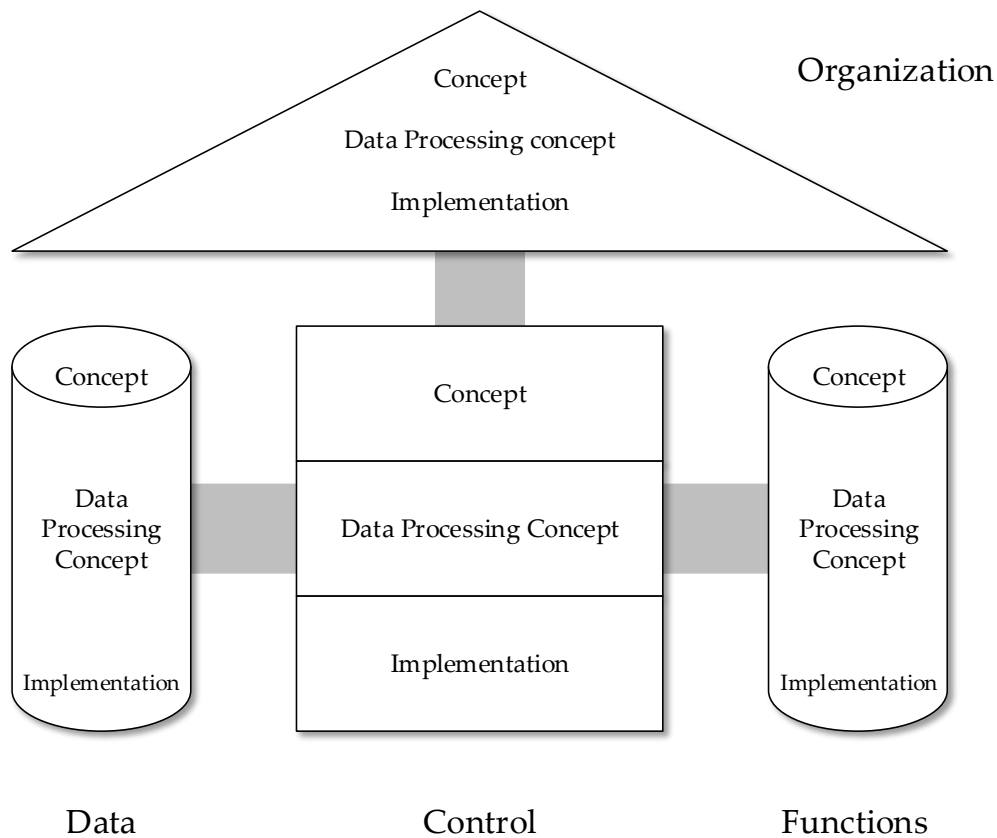 Organization
Concept
Data Processing concept
Implementation
Concept
Data
Processing
Concept
Implementation
Concept
Data Processing Concept
Implementation
Concept
Data
Processing
Concept
Implementation
Data
Control
Functions